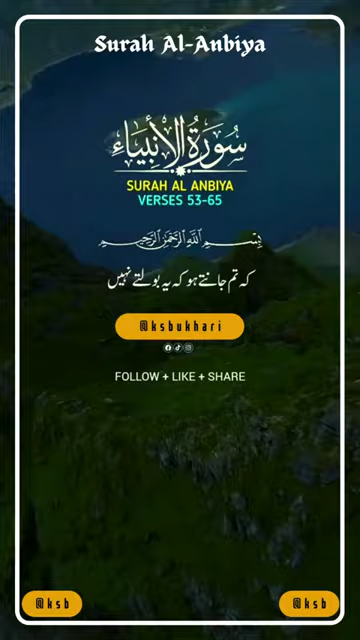 Surah Al-Anbiya
سُورَةُ الأَنْبِيَاءِ
SURAH AL ANBIYA
VERSES 53-65
بِسْمِ اللَّهِ الرَّحْمَٰنِ الرَّحِيمِ
کہ تم جانتے ہو کہ یہ بولتے نہیں
@ksbukhari
FOLLOW + LIKE + SHARE
@ksb
@ksb